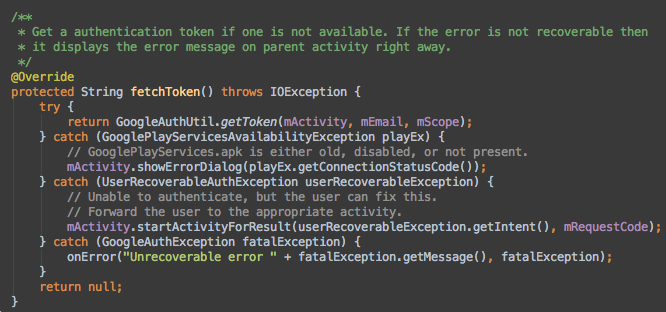 /**
 * Get a authentication token if one is not available. If the error is not recoverable then
 * it displays the error message on parent activity right away.
 */
@Override
protected String fetchToken() throws IOException {
    try {
        return GoogleAuthUtil.getToken(mActivity, mEmail, mScope);
    } catch (GooglePlayServicesAvailabilityException playEx) {
        // GooglePlayServices.apk is either old, disabled, or not present.
        mActivity.showErrorDialog(playEx.getConnectionStatusCode());
    } catch (UserRecoverableAuthException userRecoverableException) {
        // Unable to authenticate, but the user can fix this.
        // Forward the user to the appropriate activity.
        mActivity.startActivityForResult(userRecoverableException.getIntent(), mRequestCode);
    } catch (GoogleAuthException fatalException) {
        onError("Unrecoverable error " + fatalException.getMessage(), fatalException);
    }
    return null;
}